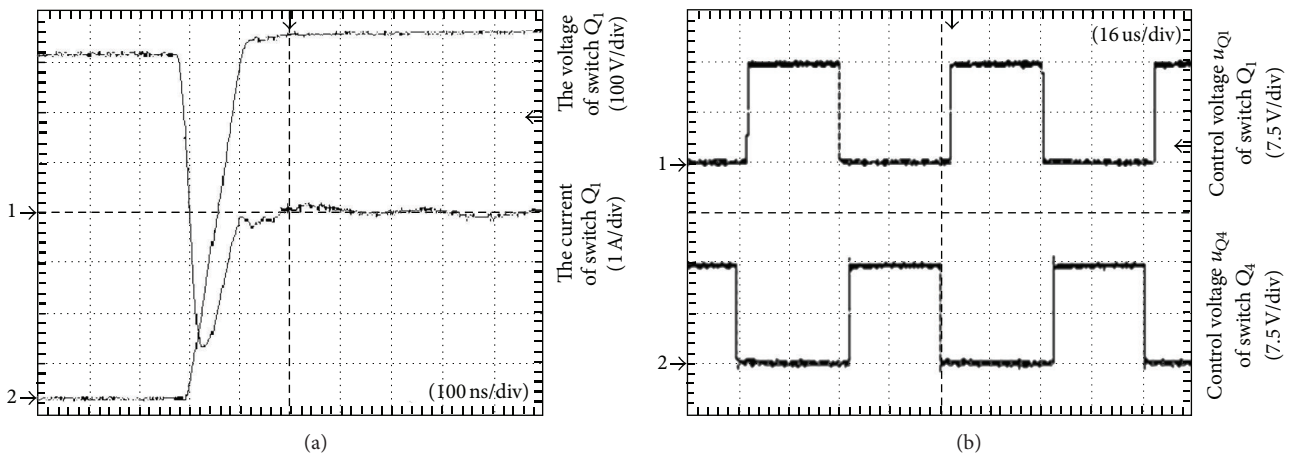 1
2
(100 ns/div)
The voltage
of switch Q1
(100 V/div)
The current
of switch Q1
(1 A/div)
(a)
(16 us/div)
1
2
Control voltage uQ1
of switch Q1
(7.5 V/div)
Control voltage uQ4
of switch Q4
(7.5 V/div)
(b)